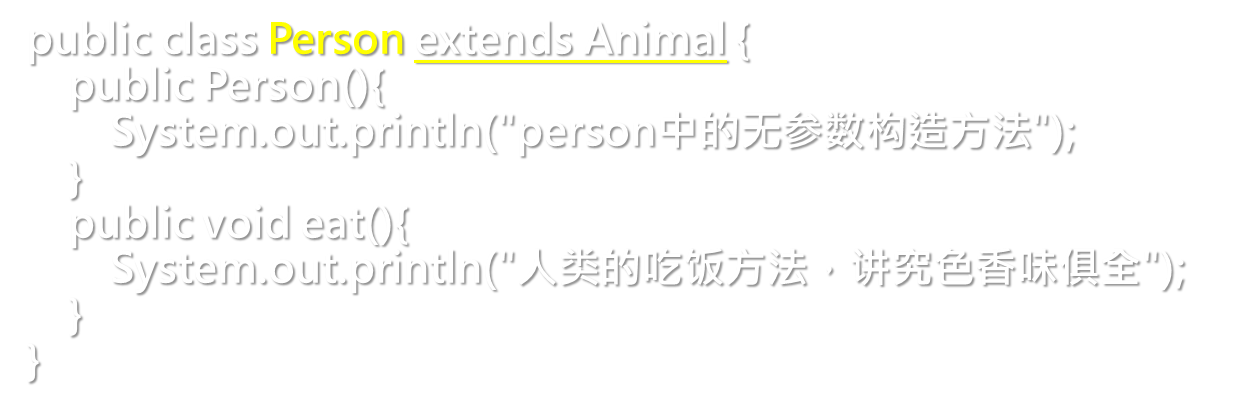 public class Person extends Animal {
public Person(){
System.out.println("person中的无参数构造方法");
}
public void eat(){
System.out.println("人类的吃饭方法，讲究色香味俱全");
}
}